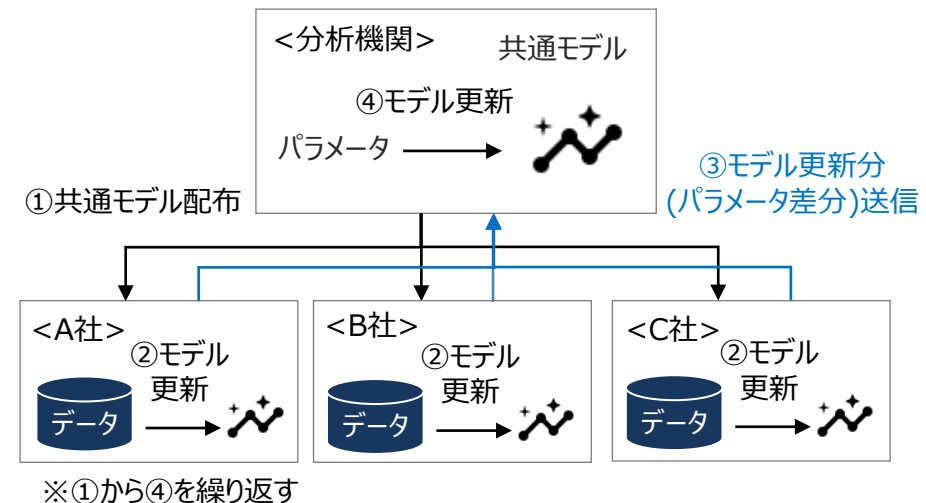 <分析機関>
共通モデル
④モデル更新
パラメータ
①共通モデル配布
③モデル更新分
(パラメータ差分)送信
<A社>
②モデル
更新
データ
<B社>
②モデル
更新
データ
<C社>
②モデル
更新
データ
※①から④を繰り返す